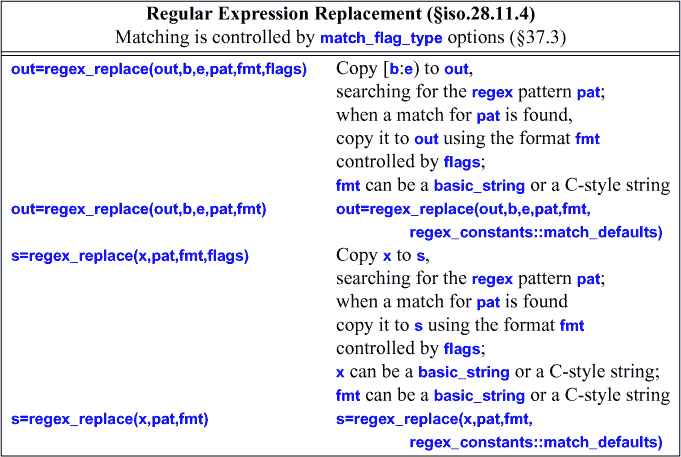 Regular Expression Replacement (§iso.28.11.4)
Matching is controlled by match_flag_type options (§37.3)
out=regex_replace(out,b,e,pat,fmt,flags) Copy [b:e) to out,
searching for the regex pattern pat;
when a match for pat is found,
copy it to out using the format fmt
controlled by flags;
fmt can be a basic_string or a C-style string
out=regex_replace(out,b,e,pat,fmt) out=regex_replace(out,b,e,pat,fmt,
regex_constants::match_defaults)
s=regex_replace(x,pat,fmt,flags) Copy x to s,
searching for the regex pattern pat;
when a match for pat is found
copy it to s using the format fmt
controlled by flags;
x can be a basic_string or a C-style string;
fmt can be a basic_string or a C-style string
s=regex_replace(x,pat,fmt) s=regex_replace(x,pat,fmt,
regex_constants::match_defaults)